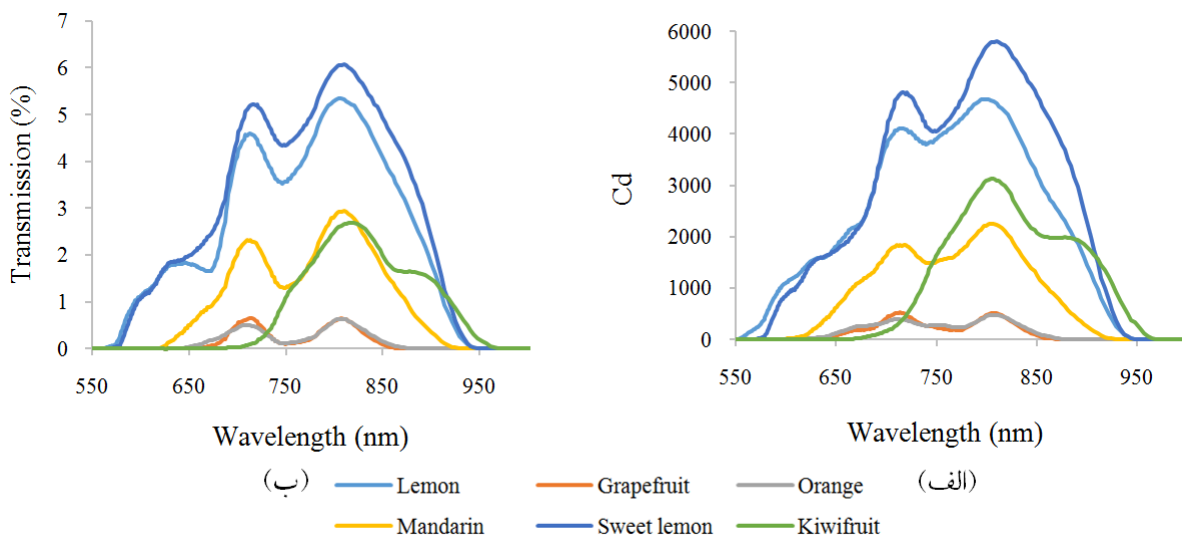 7
6
5
4
3
2
1
0
Transmission (%)
550 650 750 850 950
Wavelength (nm)
(ب)
6000
5000
4000
3000
2000
1000
0
Cd
550 650 750 850 950
Wavelength (nm)
(الف)
Lemon Grapefruit Orange
Mandarin Sweet lemon Kiwifruit